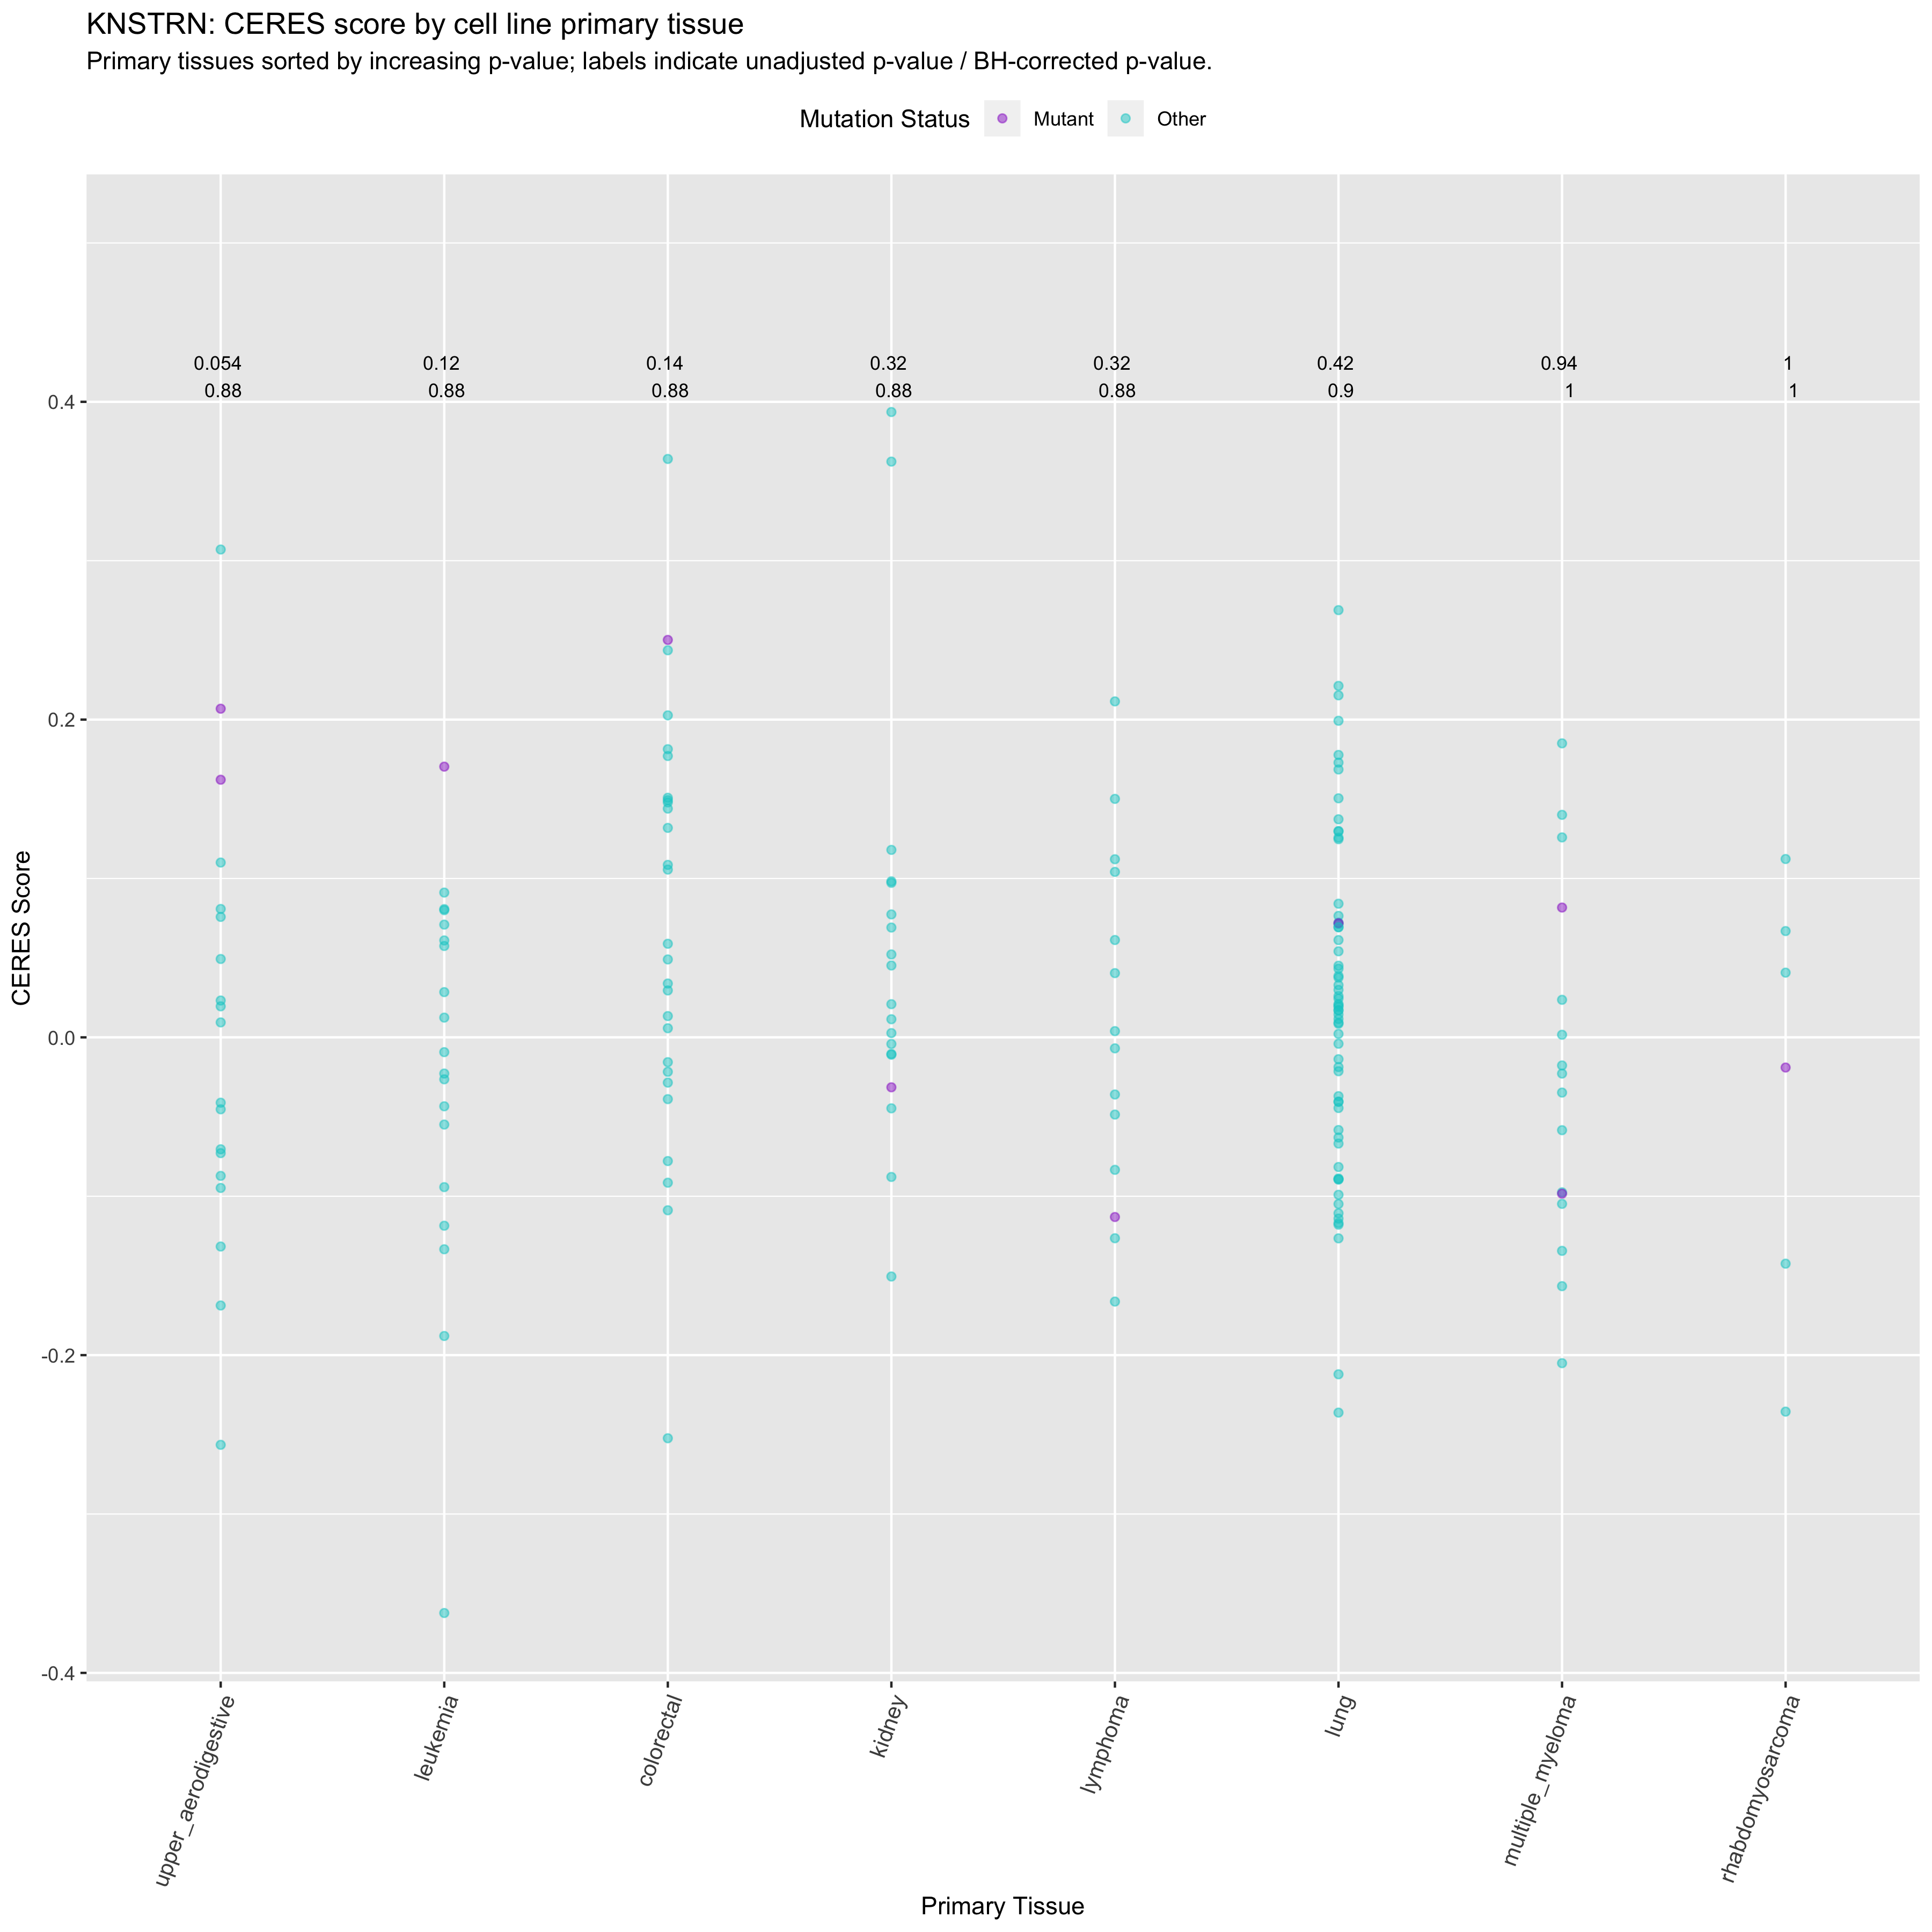 KNSTRN: CERES score by cell line primary tissue
Primary tissues sorted by increasing p-value; labels indicate unadjusted p-value / BH-corrected p-value.
Mutation Status Mutant Other
0.054 0.12 0.14 0.32 0.32 0.42 0.94 1
0.88 0.88 0.88 0.88 0.88 0.9 1 1
0.4
0.2
0.0
-0.2
-0.4
CERES Score
upper_aerodigestive
leukemia
colorectal
kidney
lymphoma
lung
multiple_myeloma
rhabdomyosarcoma
Primary Tissue